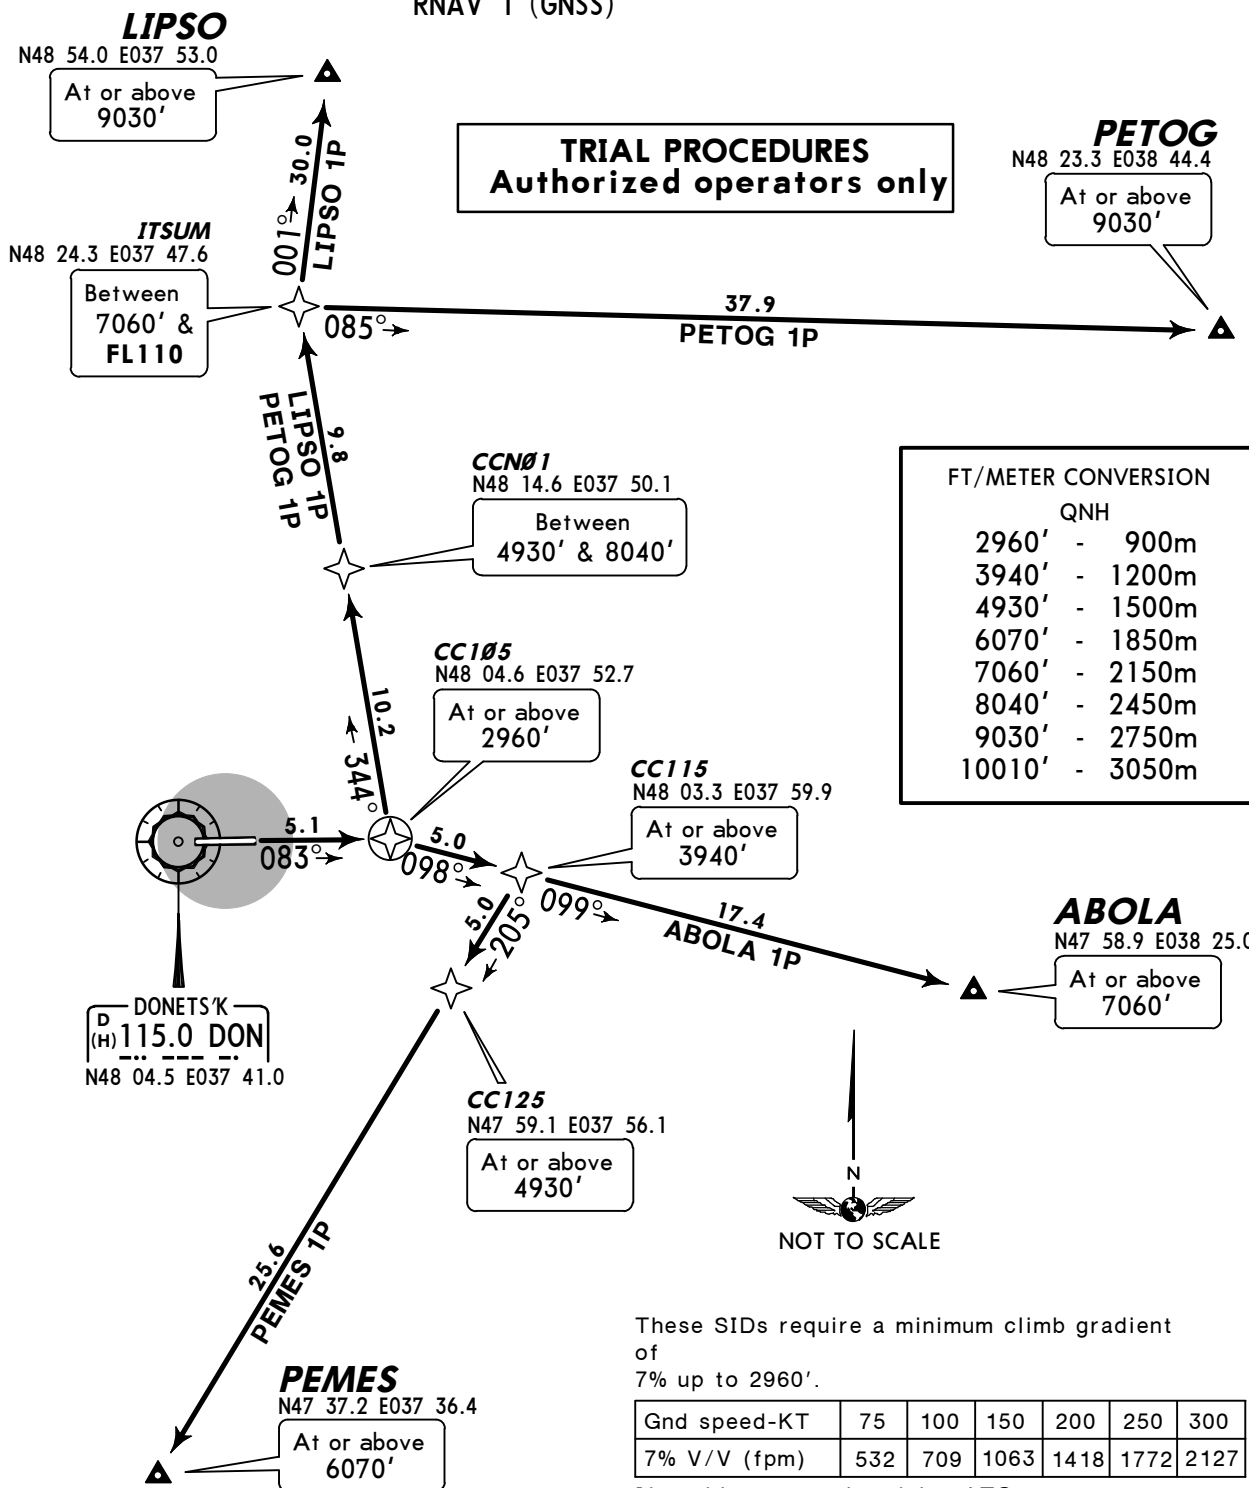 RNAV 1 (GNSS)
LIPSO
N48 54.0 E037 53.0
At or above
9030'
TRIAL PROCEDURES
Authorized operators only
PETOG
N48 23.3 E038 44.4
At or above
9030'
30.0
001°
LIPSO 1P
ITSUM
N48 24.3 E037 47.6
Between
7060' &
FL110
37.9
085°
PETOG 1P
9.8
LIPSO 1P
PETOG 1P
CCNØ1
N48 14.6 E037 50.1
Between
4930' & 8040'
FT/METER CONVERSION
QNH
2960' - 900m
3940' - 1200m
4930' - 1500m
6070' - 1850m
7060' - 2150m
8040' - 2450m
9030' - 2750m
10010' - 3050m
CC1Ø5
N48 04.6 E037 52.7
At or above
2960'
10.2
344°
CC115
N48 03.3 E037 59.9
At or above
3940'
5.1
083°
5.0
098°
5.0
205°
099°
17.4
ABOLA 1P
ABOLA
N47 58.9 E038 25.0
At or above
7060'
DONETS'K
D
(H) 115.0 DON
N48 04.5 E037 41.0
CC125
N47 59.1 E037 56.1
At or above
4930'
N
NOT TO SCALE
25.6
PEMES 1P
PEMES
N47 37.2 E037 36.4
At or above
6070'
These SIDs require a minimum climb gradient
of
7% up to 2960'.
Gnd speed-KT 75 100 150 200 250 300
7% V/V (fpm) 532 709 1063 1418 1772 2127